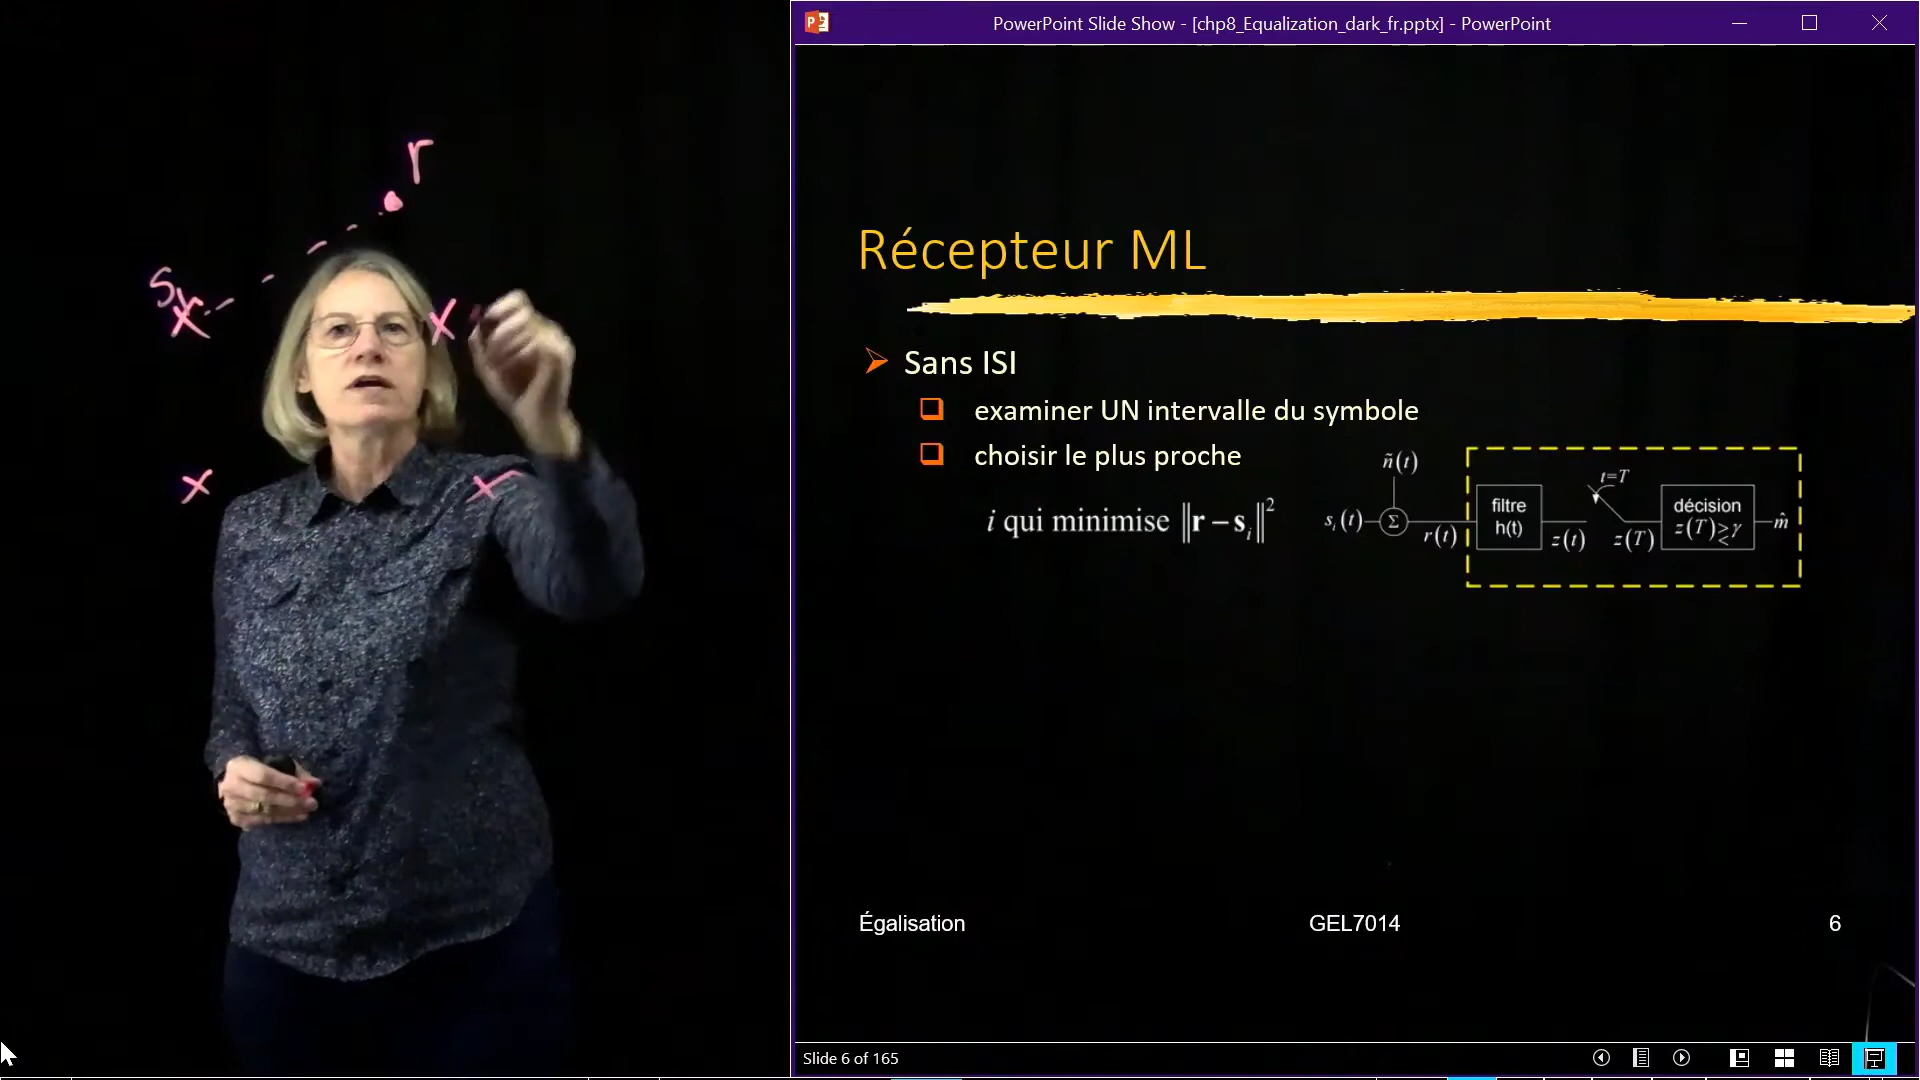 PowerPoint Slide Show - [chp8_Equalization_dark_fr.pptx] - PowerPoint
r
s
x
x
x
x
Récepteur ML
Sans ISI
examiner UN intervalle du symbole
choisir le plus proche
i qui minimise ‖r – sᵢ‖²
ñ(t)
sᵢ(t)
Σ
r(t)
filtre
h(t)
z(t)
t=T
z(T)
décision
z(T)≷γ
m̂
Égalisation
GEL7014
6
Slide 6 of 165